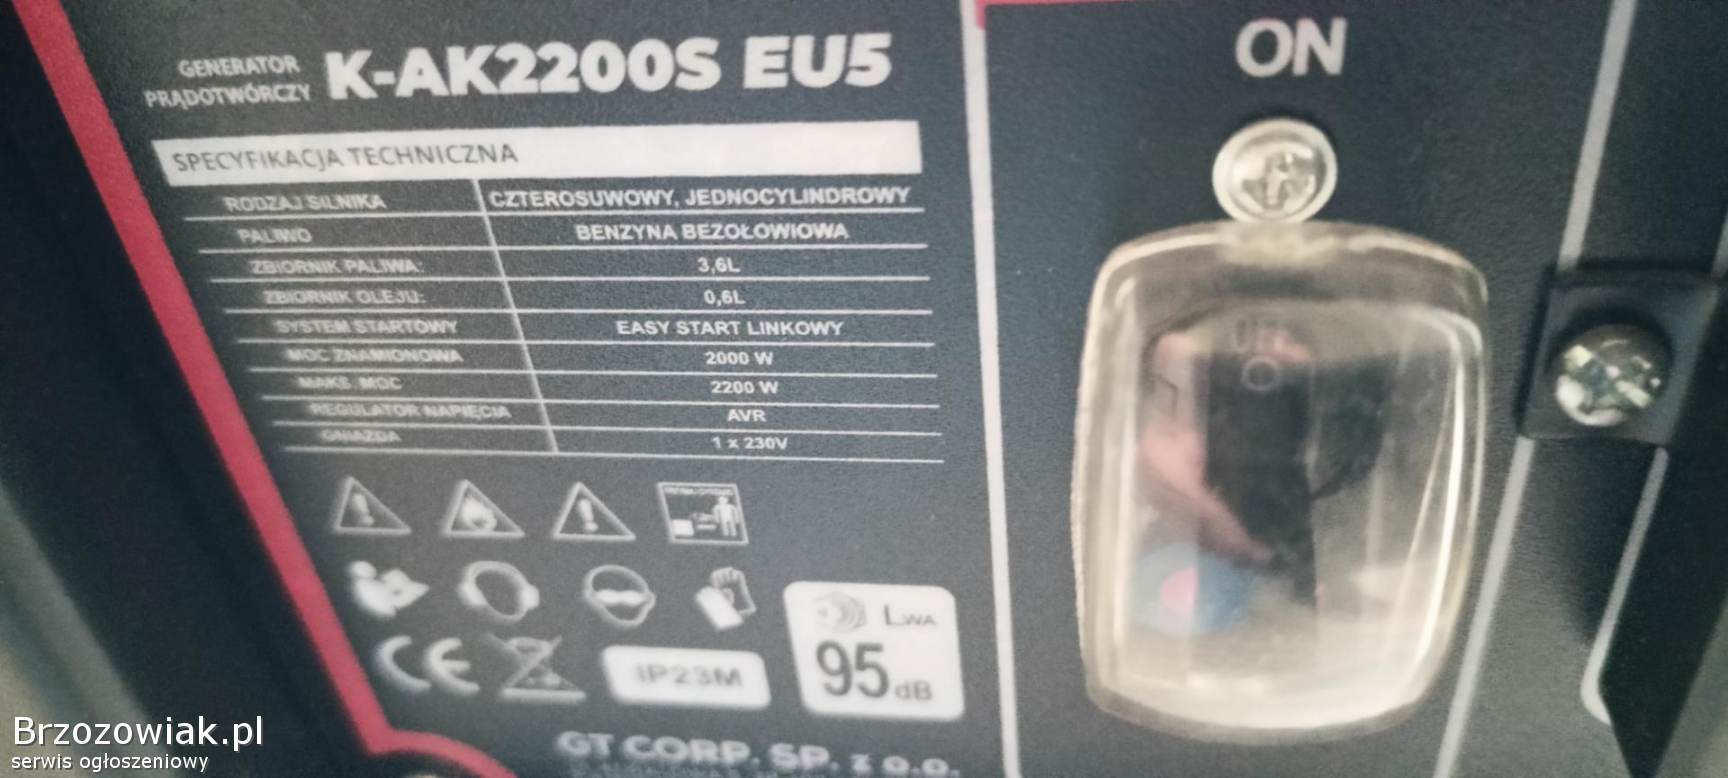 GENERATOR
PRĄDOTWÓRCZY
K-AK2200S EU5
SPECYFIKACJA TECHNICZNA
RODZAJ SILNIKA CZTEROSUWOWY, JEDNOCYLINDROWY
PALIWO BENZYNA BEZOŁOWIOWA
ZBIORNIK PALIWA: 3,6L
ZBIORNIK OLEJU: 0,6L
SYSTEM STARTOWY EASY START LINKOWY
MOC ZNAMIONOWA 2000 W
MAKS. MOC 2200 W
REGULATOR NAPIĘCIA AVR
GNIAZDA 1 x 230V
CE
IP23M
LWA
95 dB
GT CORP. SP. z o.o.
ON
OFF
Brzozowiak.pl
serwis ogłoszeniowy